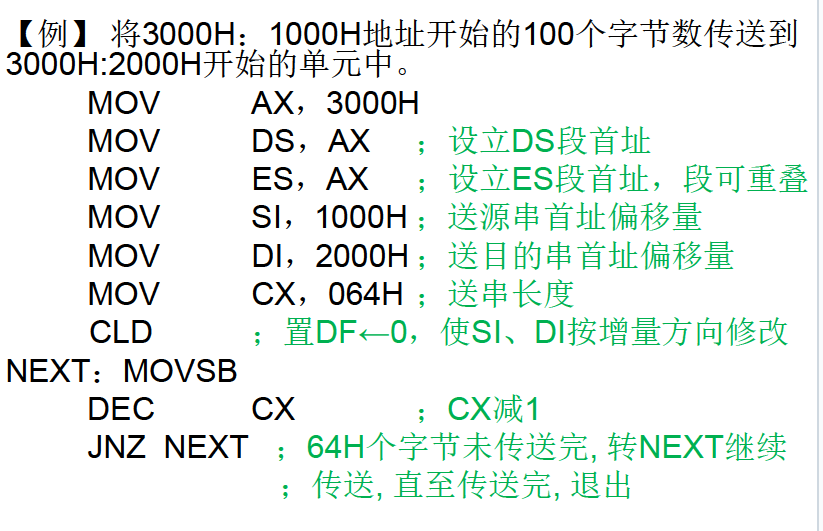 【例】 将3000H：1000H地址开始的100个字节数传送到
3000H:2000H开始的单元中。
MOV AX，3000H
MOV DS，AX ；设立DS段首址
MOV ES，AX ；设立ES段首址，段可重叠
MOV SI，1000H；送源串首址偏移量
MOV DI，2000H；送目的串首址偏移量
MOV CX，064H ；送串长度
CLD ；置DF←0，使SI、DI按增量方向修改
NEXT：MOVSB
DEC CX ；CX减1
JNZ NEXT ；64H个字节未传送完, 转NEXT继续
；传送, 直至传送完, 退出